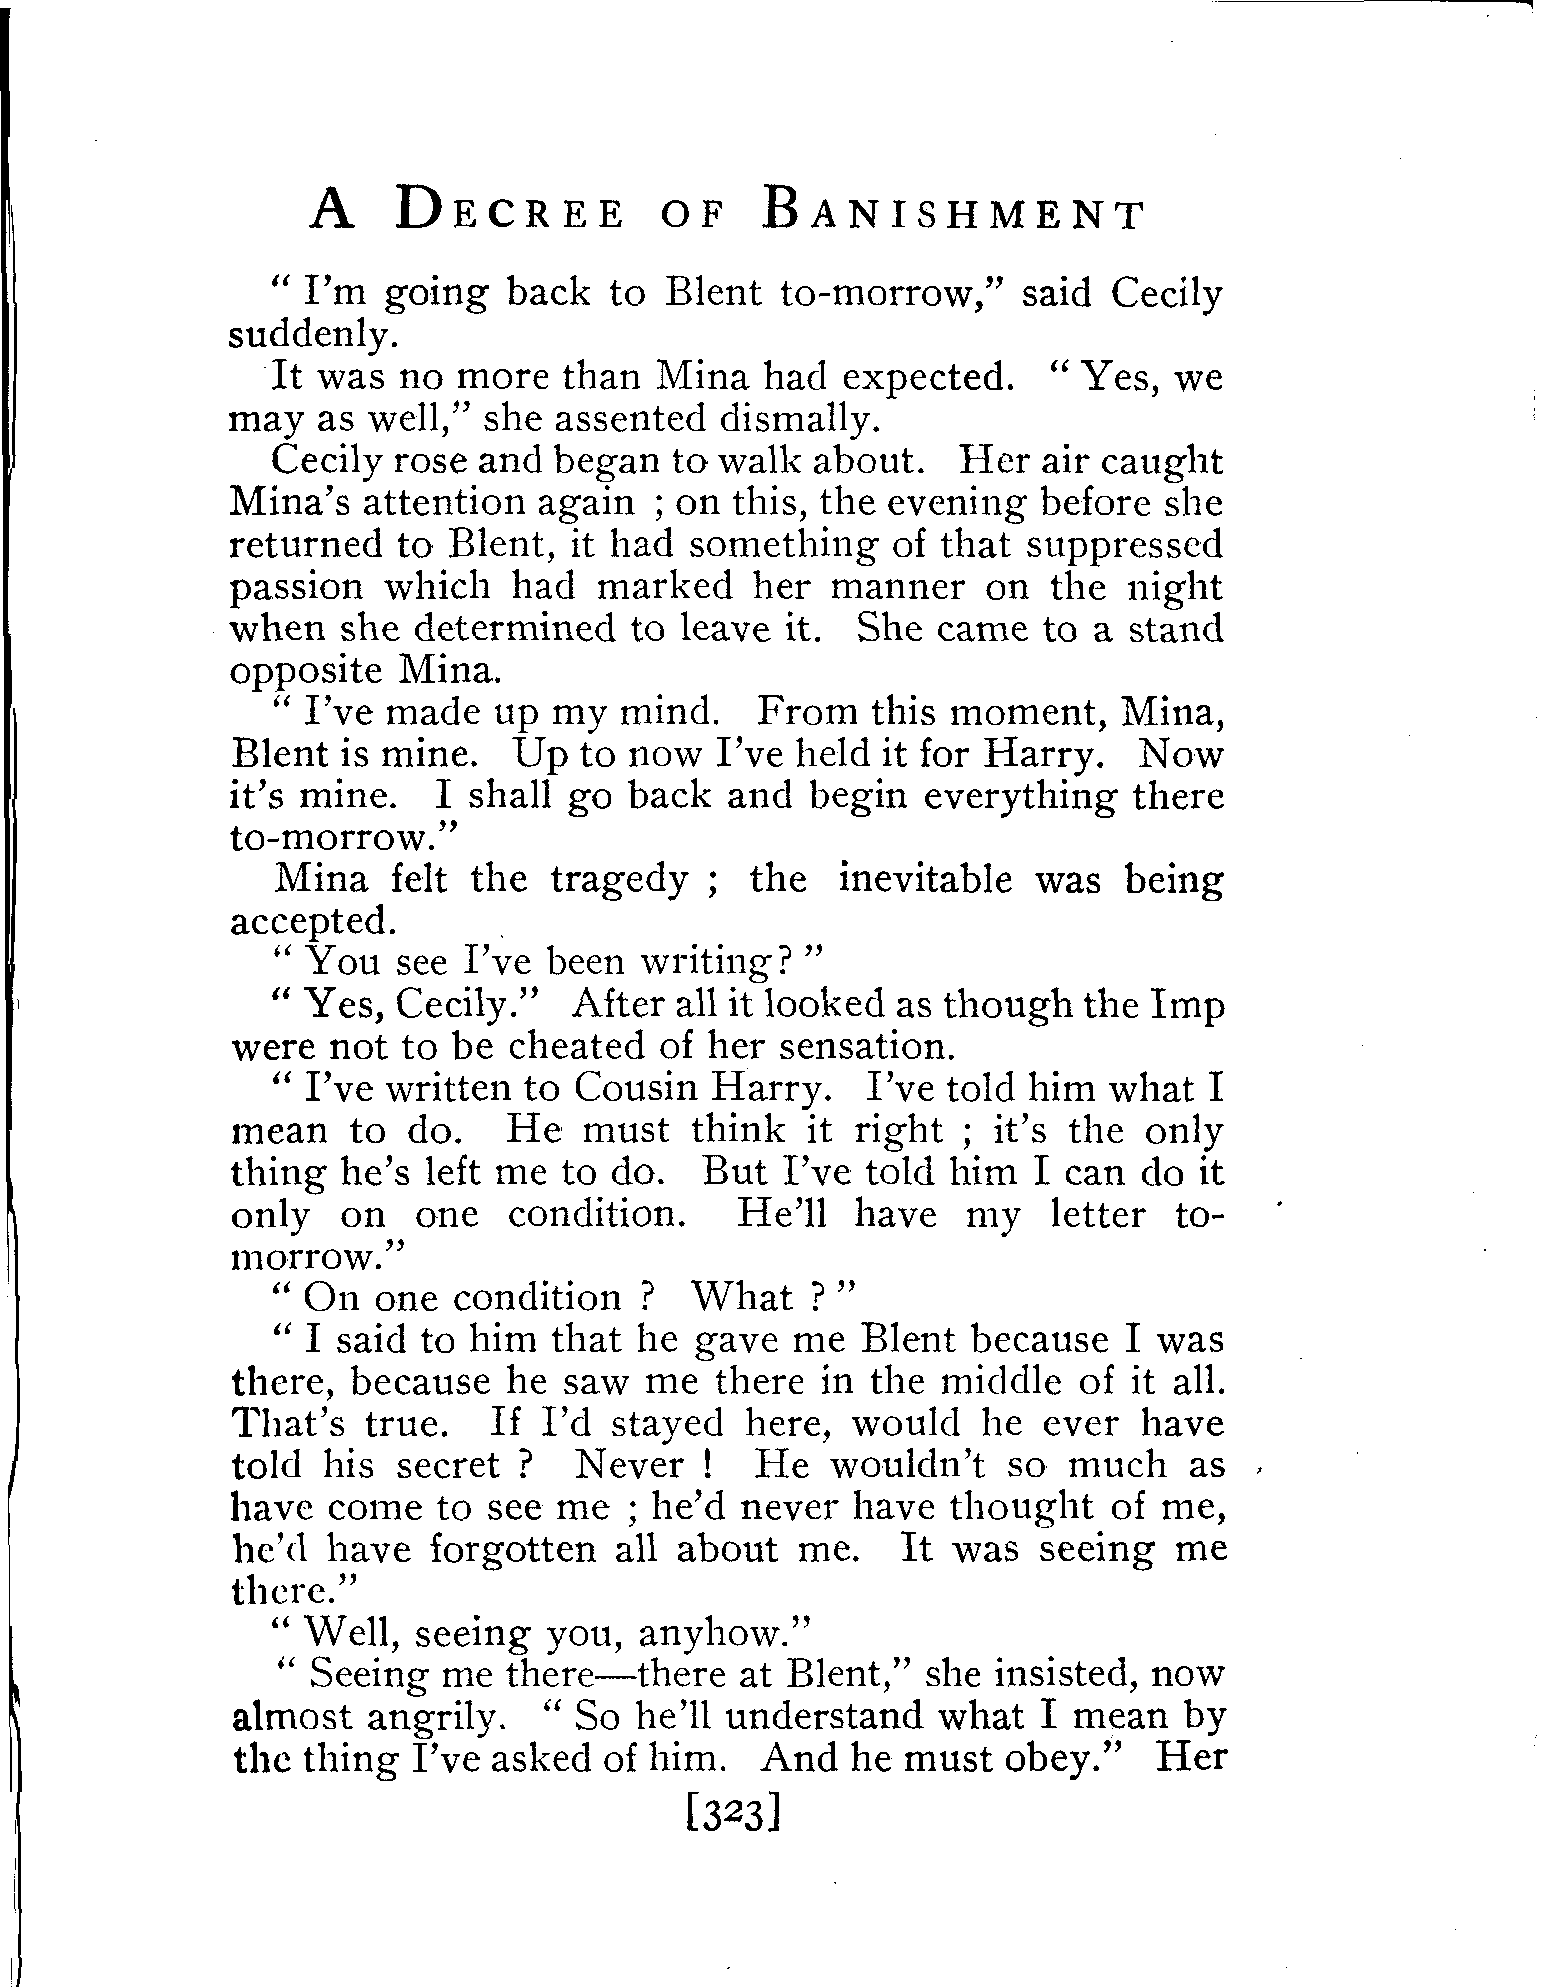 A DECREE OF BANISHMENT
“ I’m going back to Blent to-morrow,” said Cecily
suddenly.
It was no more than Mina had expected. “ Yes, we
may as well,” she assented dismally.
Cecily rose and began to walk about. Her air caught
Mina’s attention again ; on this, the evening before she
returned to Blent, it had something of that suppressed
passion which had marked her manner on the night
when she determined to leave it. She came to a stand
opposite Mina.
“ I’ve made up my mind. From this moment, Mina,
Blent is mine. Up to now I’ve held it for Harry. Now
it’s mine. I shall go back and begin everything there
to-morrow.”
Mina felt the tragedy ; the inevitable was being
accepted.
“ You see I’ve been writing? ”
“ Yes, Cecily.” After all it looked as though the Imp
were not to be cheated of her sensation.
“ I’ve written to Cousin Harry. I’ve told him what I
mean to do. He must think it right ; it’s the only
thing he’s left me to do. But I’ve told him I can do it
only on one condition. He’ll have my letter to-
morrow.”
“ On one condition ? What ? ”
“ I said to him that he gave me Blent because I was
there, because he saw me there in the middle of it all.
That’s true. If I’d stayed here, would he ever have
told his secret ? Never ! He wouldn’t so much as
have come to see me ; he’d never have thought of me,
he’d have forgotten all about me. It was seeing me
there.”
“ Well, seeing you, anyhow.”
“ Seeing me there—there at Blent,” she insisted, now
almost angrily. “ So he’ll understand what I mean by
the thing I’ve asked of him. And he must obey.” Her
[323]